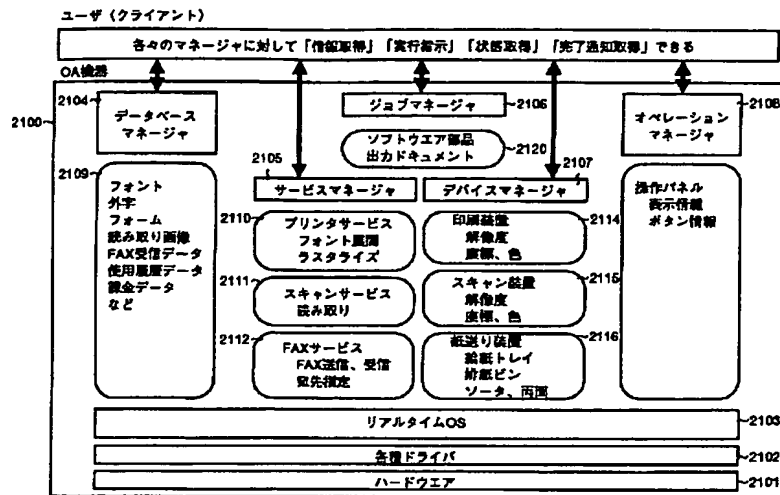 ユーザ（クライアント）
各々のマネージャに対して「情報取得」「実行指示」「状態取得」「完了通知取得」できる
OA機器
2100
2104
データベース
マネージャ
ジョブマネージャ
2106
2108
オペレーション
マネージャ
ソフトウエア部品
出力ドキュメント
2120
2109
フォント
外字
フォーム
読み取り画像
FAX受信データ
使用履歴データ
課金データ
など
2105
サービスマネージャ
2107
デバイスマネージャ
操作パネル
表示情報
ボタン情報
2110
プリンタサービス
フォント展開
ラスタライズ
印刷装置
解像度
座標、色
2114
2111
スキャンサービス
読み取り
スキャン装置
解像度
座標、色
2115
2112
FAXサービス
FAX送信、受信
宛先指定
紙送り装置
給紙トレイ
排紙ビン
ソータ、両面
2116
リアルタイムOS
2103
各種ドライバ
2102
ハードウエア
2101